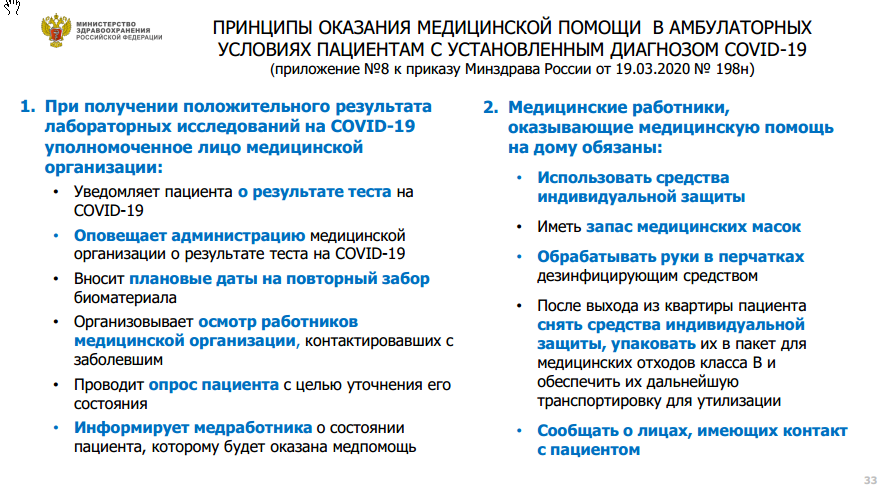 МИНИСТЕРСТВО
ЗДРАВООХРАНЕНИЯ
РОССИЙСКОЙ ФЕДЕРАЦИИ
ПРИНЦИПЫ ОКАЗАНИЯ МЕДИЦИНСКОЙ ПОМОЩИ В АМБУЛАТОРНЫХ
УСЛОВИЯХ ПАЦИЕНТАМ С УСТАНОВЛЕННЫМ ДИАГНОЗОМ COVID-19
(приложение №8 к приказу Минздрава России от 19.03.2020 № 198н)
1. При получении положительного результата
лабораторных исследований на COVID-19
уполномоченное лицо медицинской
организации:
• Уведомляет пациента о результате теста на
COVID-19
• Оповещает администрацию медицинской
организации о результате теста на COVID-19
• Вносит плановые даты на повторный забор
биоматериала
• Организовывает осмотр работников
медицинской организации, контактировавших с
заболевшим
• Проводит опрос пациента с целью уточнения его
состояния
• Информирует медработника о состоянии
пациента, которому будет оказана медпомощь
2. Медицинские работники,
оказывающие медицинскую помощь
на дому обязаны:
• Использовать средства
индивидуальной защиты
• Иметь запас медицинских масок
• Обрабатывать руки в перчатках
дезинфицирующим средством
• После выхода из квартиры пациента
снять средства индивидуальной
защиты, упаковать их в пакет для
медицинских отходов класса В и
обеспечить их дальнейшую
транспортировку для утилизации
• Сообщать о лицах, имеющих контакт
с пациентом
33